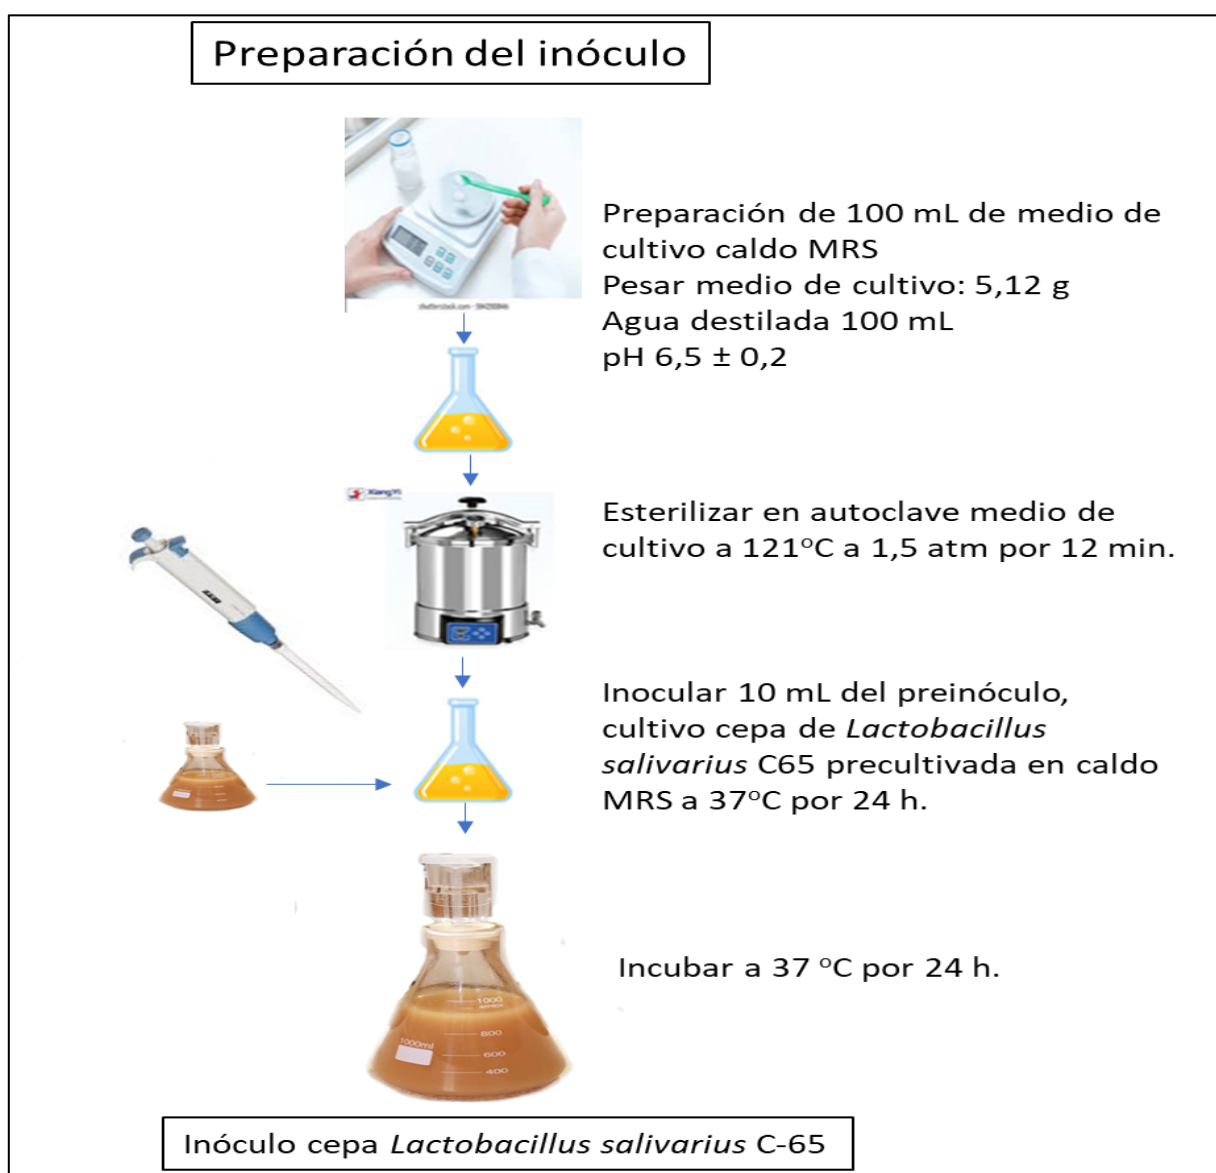 Preparación del inóculo
Preparación de 100 mL de medio de
cultivo caldo MRS
Pesar medio de cultivo: 5,12 g
Agua destilada 100 mL
pH 6,5 ± 0,2
XiangYi
Esterilizar en autoclave medio de
cultivo a 121°C a 1,5 atm por 12 min.
Inocular 10 mL del preinóculo,
cultivo cepa de Lactobacillus
salivarius C65 precultivada en caldo
MRS a 37°C por 24 h.
Incubar a 37 °C por 24 h.
1000
APPROX
800
1000ml
600
400
Inóculo cepa Lactobacillus salivarius C-65